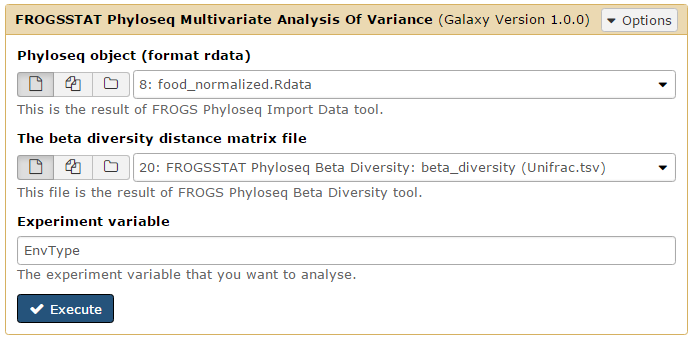 FROGSSTAT Phyloseq Multivariate Analysis Of Variance (Galaxy Version 1.0.0) Options
Phyloseq object (format rdata)
8: food_normalized.Rdata
This is the result of FROGS Phyloseq Import Data tool.
The beta diversity distance matrix file
20: FROGSSTAT Phyloseq Beta Diversity: beta_diversity (Unifrac.tsv)
This file is the result of FROGS Phyloseq Beta Diversity tool.
Experiment variable
EnvType
The experiment variable that you want to analyse.
Execute